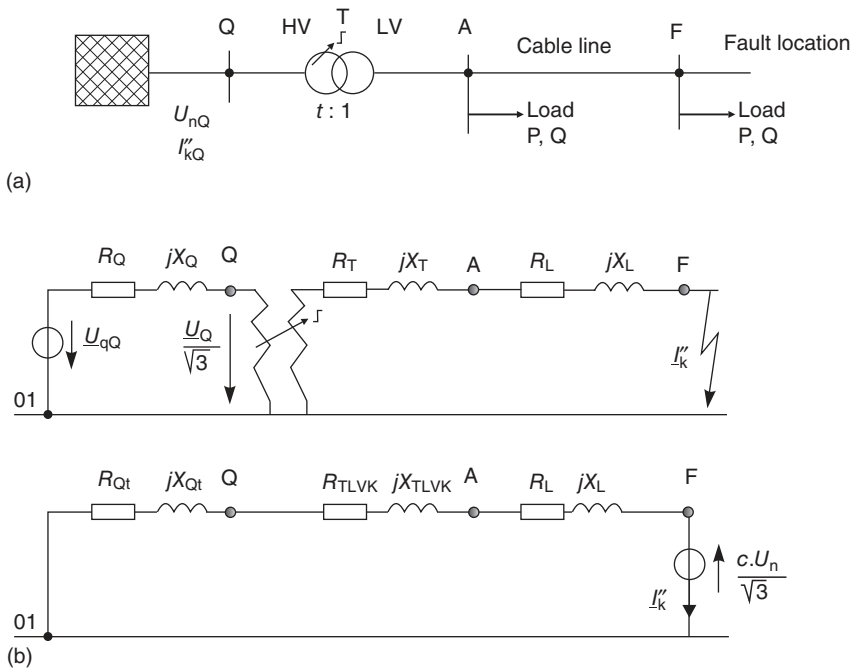 Q HV T LV A Cable line F Fault location
t : 1
U_nQ
I″_kQ
Load
P, Q
Load
P, Q
(a)
R_Q jX_Q Q R_T jX_T A R_L jX_L F
U_qQ
U_Q
√3
I″_k
01
R_Qt jX_Qt Q R_TLVK jX_TLVK A R_L jX_L F
c.U_n
√3
I″_k
01
(b)